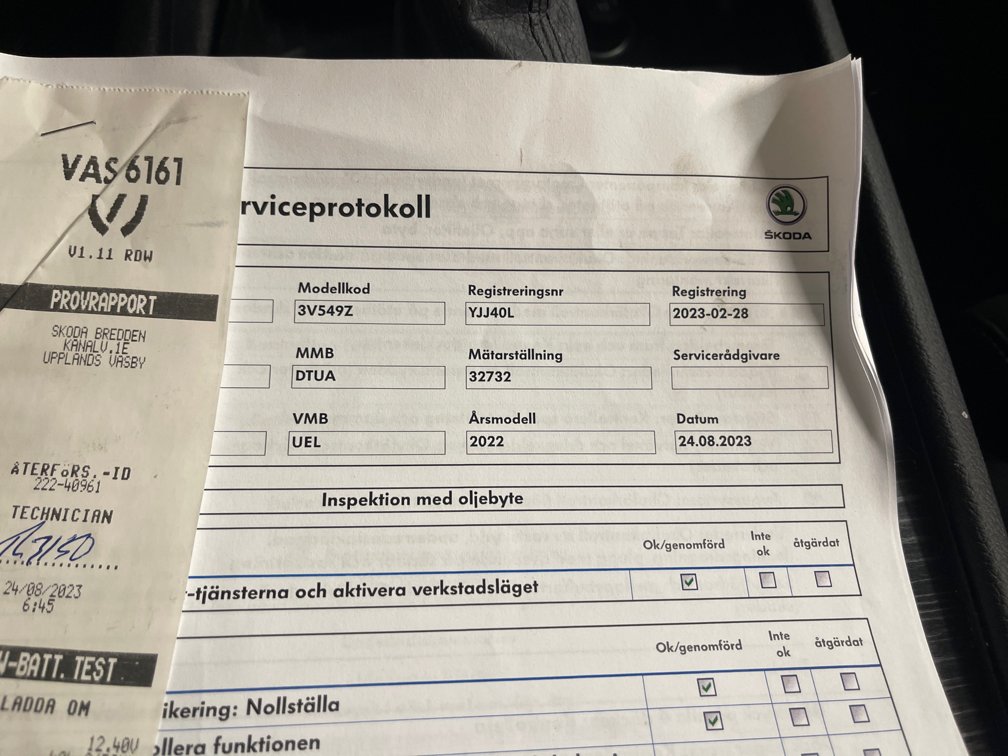 VAS 6161
V1.11 RDW
PROVRAPPORT
SKODA BREDDEN
KANALV.1E
UPPLANDS VÄSBY
ÅTERFöRS.-ID
222-40961
TECHNICIAN
24/08/2023
6:45
V-BATT.TEST
LADDA OM
12.40V
rviceprotokoll
ŠKODA
Modellkod
Registreringsnr
Registrering
3V549Z
YJJ40L
2023-02-28
MMB
Mätarställning
Servicerådgivare
DTUA
32732
VMB
Årsmodell
Datum
UEL
2022
24.08.2023
Inspektion med oljebyte
Ok/genomförd
Inte ok
åtgärdat
-tjänsterna och aktivera verkstadsläget
Ok/genomförd
Inte ok
åtgärdat
ikering: Nollställa
ollera funktionen